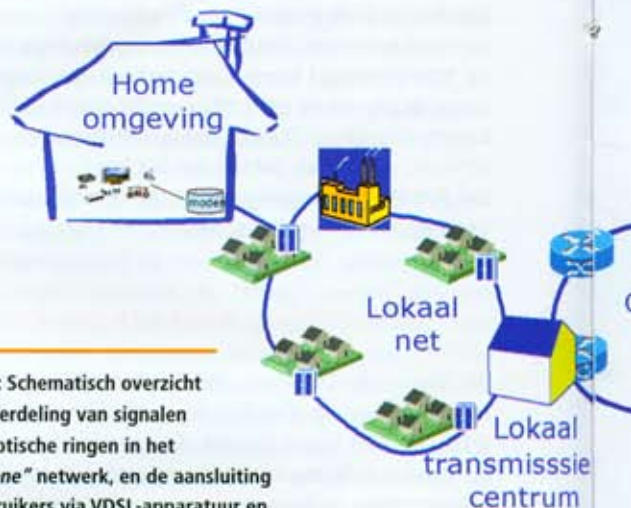 Home
omgeving
modem
Lokaal
net
: Schematisch overzicht
erdeling van signalen
otische ringen in het
ne" netwerk, en de aansluiting
ruikers via VDSL-apparatuur en
Lokaal
transmisssie
centrum